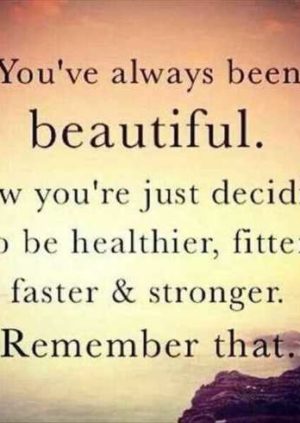 You've always been
beautiful.
w you're just decid
o be healthier, fitte
faster & stronger.
Remember that.